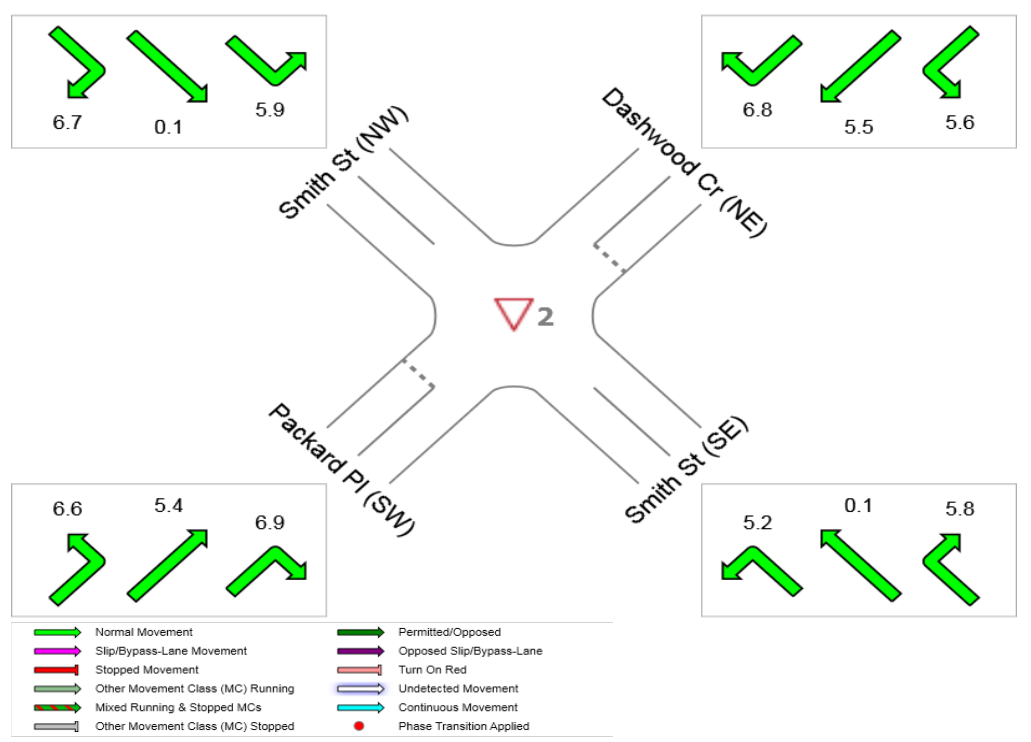 6.7 0.1 5.9
6.8 5.5 5.6
Smith St (NW)
Dashwood Cr (NE)
2
Packard Pl (SW)
Smith St (SE)
6.6 5.4 6.9
5.2 0.1 5.8
Normal Movement
Slip/Bypass-Lane Movement
Stopped Movement
Other Movement Class (MC) Running
Mixed Running & Stopped MCs
Other Movement Class (MC) Stopped
Permitted/Opposed
Opposed Slip/Bypass-Lane
Turn On Red
Undetected Movement
Continuous Movement
Phase Transition Applied